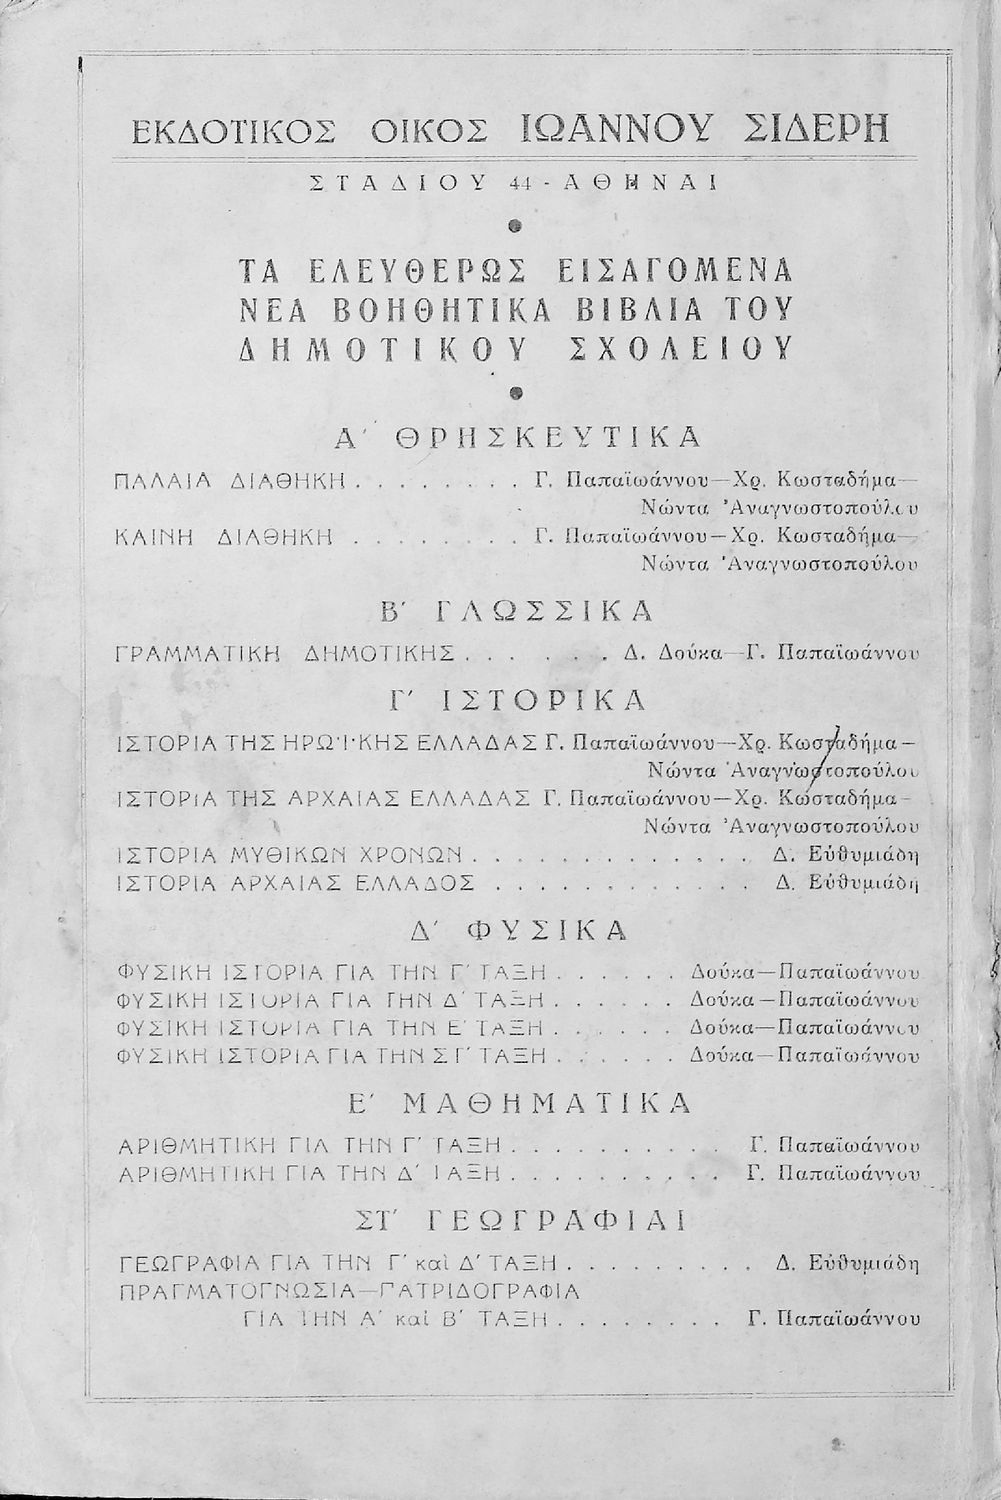 ΕΚΔΟΤΙΚΟΣ ΟΙΚΟΣ ΙΩΑΝΝΟΥ ΣΙΔΕΡΗ
ΣΤΑΔΙΟΥ 44 - ΑΘΗΝΑΙ
ΤΑ ΕΛΕΥΘΕΡΩΣ ΕΙΣΑΓΟΜΕΝΑ
ΝΕΑ ΒΟΗΘΗΤΙΚΑ ΒΙΒΛΙΑ ΤΟΥ
ΔΗΜΟΤΙΚΟΥ ΣΧΟΛΕΙΟΥ
Α΄ ΘΡΗΣΚΕΥΤΙΚΑ
ΠΑΛΑΙΑ ΔΙΑΘΗΚΗ . . . . . . . . Γ. Παπαϊωάννου—Χρ. Κωσταδήμα—
Νώντα Ἀναγνωστοπούλου
ΚΑΙΝΗ ΔΙΑΘΗΚΗ . . . . . . . . Γ. Παπαϊωάννου—Χρ. Κωσταδήμα—
Νώντα Ἀναγνωστοπούλου
Β΄ ΓΛΩΣΣΙΚΑ
ΓΡΑΜΜΑΤΙΚΗ ΔΗΜΟΤΙΚΗΣ . . . . . . . Δ. Δούκα—Γ. Παπαϊωάννου
Γ΄ ΙΣΤΟΡΙΚΑ
ΙΣΤΟΡΙΑ ΤΗΣ ΗΡΩ·Ι·ΚΗΣ ΕΛΛΑΔΑΣ Γ. Παπαϊωάννου—Χρ. Κωσταδήμα—
Νώντα Ἀναγνωστοπούλου
ΙΣΤΟΡΙΑ ΤΗΣ ΑΡΧΑΙΑΣ ΕΛΛΑΔΑΣ Γ. Παπαϊωάννου—Χρ. Κωσταδήμα—
Νώντα Ἀναγνωστοπούλου
ΙΣΤΟΡΙΑ ΜΥΘΙΚΩΝ ΧΡΟΝΩΝ . . . . . . . . . . . . . Δ. Εὐθυμιάδη
ΙΣΤΟΡΙΑ ΑΡΧΑΙΑΣ ΕΛΛΑΔΟΣ . . . . . . . . . . . . Δ. Εὐθυμιάδη
Δ΄ ΦΥΣΙΚΑ
ΦΥΣΙΚΗ ΙΣΤΟΡΙΑ ΓΙΑ ΤΗΝ Γ΄ ΤΑΞΗ . . . . . . Δούκα—Παπαϊωάννου
ΦΥΣΙΚΗ ΙΣΤΟΡΙΑ ΓΙΑ ΤΗΝ Δ΄ ΤΑΞΗ . . . . . . Δούκα—Παπαϊωάννου
ΦΥΣΙΚΗ ΙΣΤΟΡΙΑ ΓΙΑ ΤΗΝ Ε΄ ΤΑΞΗ . . . . . . Δούκα—Παπαϊωάννου
ΦΥΣΙΚΗ ΙΣΤΟΡΙΑ ΓΙΑ ΤΗΝ ΣΤ΄ ΤΑΞΗ . . . . . . Δούκα—Παπαϊωάννου
Ε΄ ΜΑΘΗΜΑΤΙΚΑ
ΑΡΙΘΜΗΤΙΚΗ ΓΙΑ ΤΗΝ Γ΄ ΤΑΞΗ . . . . . . . . . . Γ. Παπαϊωάννου
ΑΡΙΘΜΗΤΙΚΗ ΓΙΑ ΤΗΝ Δ΄ ΤΑΞΗ . . . . . . . . . . Γ. Παπαϊωάννου
ΣΤ΄ ΓΕΩΓΡΑΦΙΑΙ
ΓΕΩΓΡΑΦΙΑ ΓΙΑ ΤΗΝ Γ΄ καὶ Δ΄ ΤΑΞΗ . . . . . . . . . Δ. Εὐθυμιάδη
ΠΡΑΓΜΑΤΟΓΝΩΣΙΑ—ΠΑΤΡΙΔΟΓΡΑΦΙΑ
ΓΙΑ ΤΗΝ Α΄ καὶ Β΄ ΤΑΞΗ . . . . . . . . Γ. Παπαϊωάννου